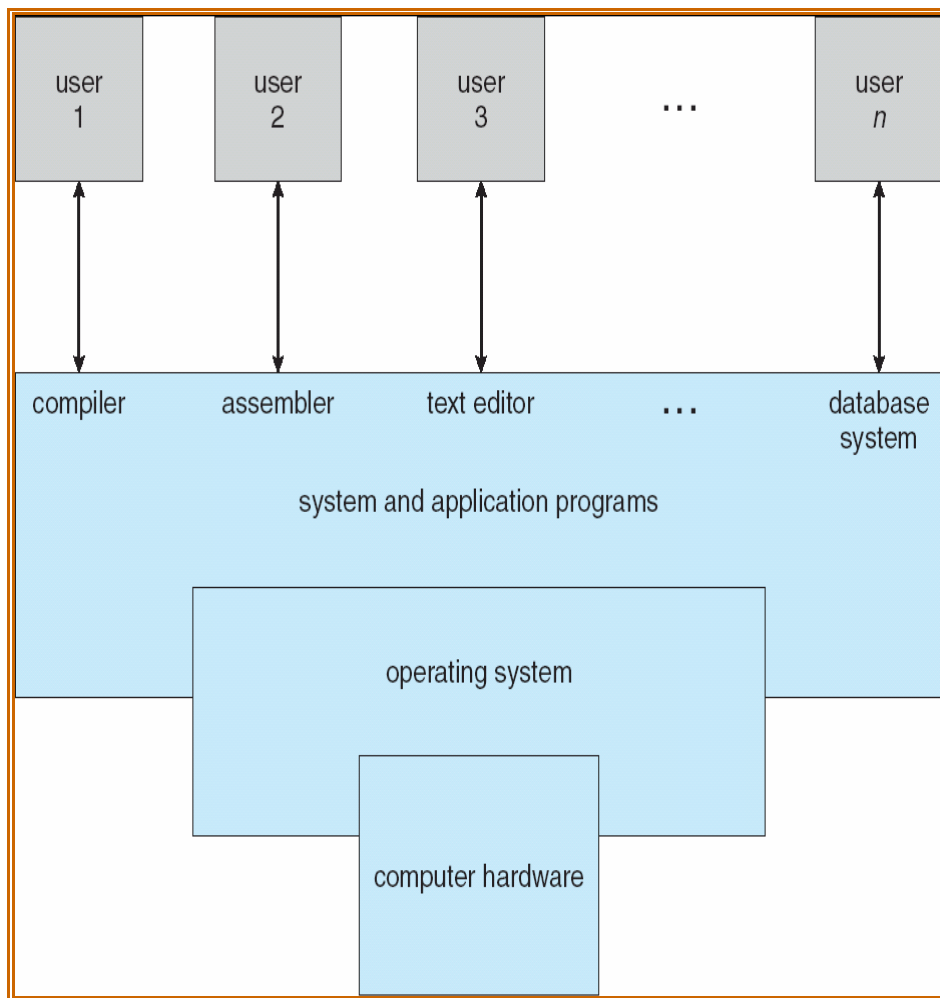 user
1
user
2
user
3
...
user
n
compiler
assembler
text editor
...
database
system
system and application programs
operating system
computer hardware